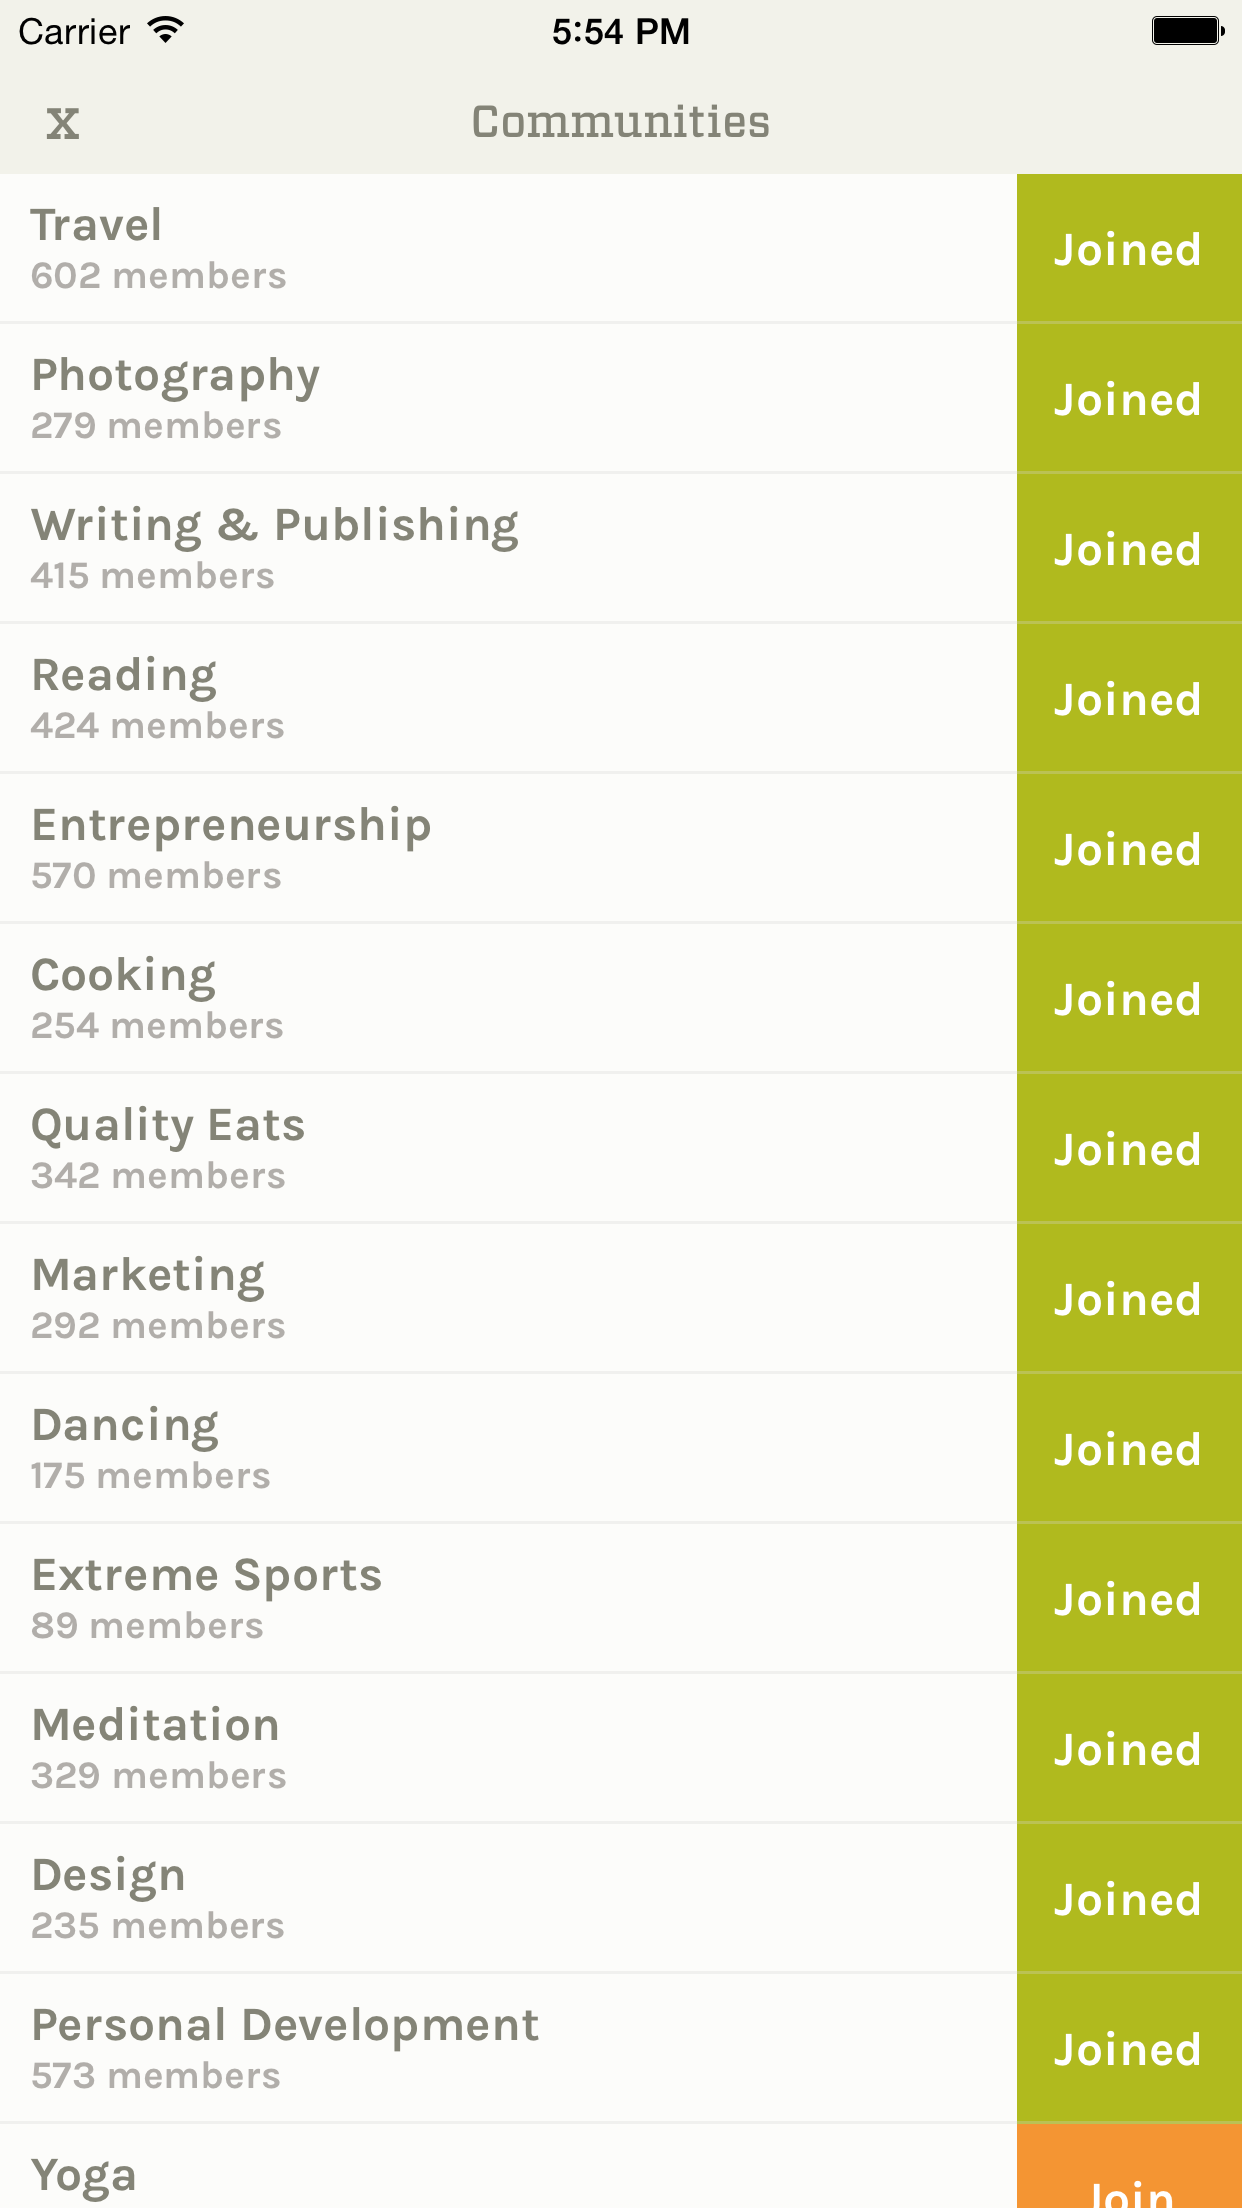 Carrier 5:54 PM
x Communities
Travel
602 members
Joined
Photography
279 members
Joined
Writing & Publishing
415 members
Joined
Reading
424 members
Joined
Entrepreneurship
570 members
Joined
Cooking
254 members
Joined
Quality Eats
342 members
Joined
Marketing
292 members
Joined
Dancing
175 members
Joined
Extreme Sports
89 members
Joined
Meditation
329 members
Joined
Design
235 members
Joined
Personal Development
573 members
Joined
Yoga
Join